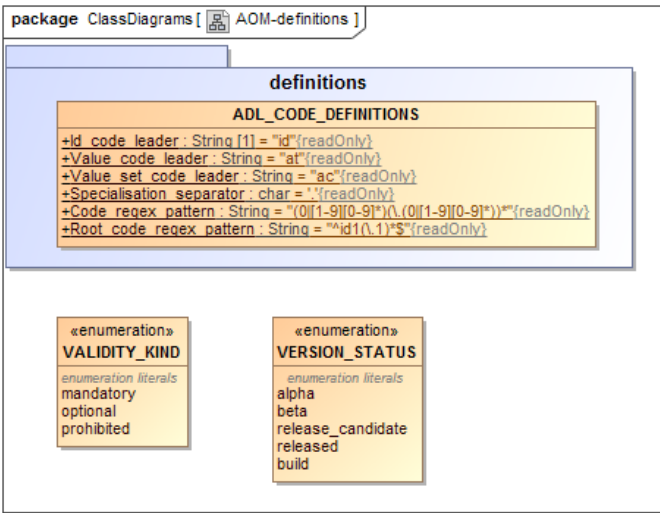 package ClassDiagrams [ AOM-definitions ]
definitions
ADL_CODE_DEFINITIONS
+Id_code_leader : String [1] = "id"{readOnly}
+Value_code_leader : String = "at"{readOnly}
+Value_set_code_leader : String = "ac"{readOnly}
+Specialisation_separator : char = '.'{readOnly}
+Code_regex_pattern : String = "(0|[1-9][0-9]*)(\.(0|[1-9][0-9]*))*"{readOnly}
+Root_code_regex_pattern : String = "^id1(\.1)*$"{readOnly}
«enumeration»
VALIDITY_KIND
enumeration literals
mandatory
optional
prohibited
«enumeration»
VERSION_STATUS
enumeration literals
alpha
beta
release_candidate
released
build